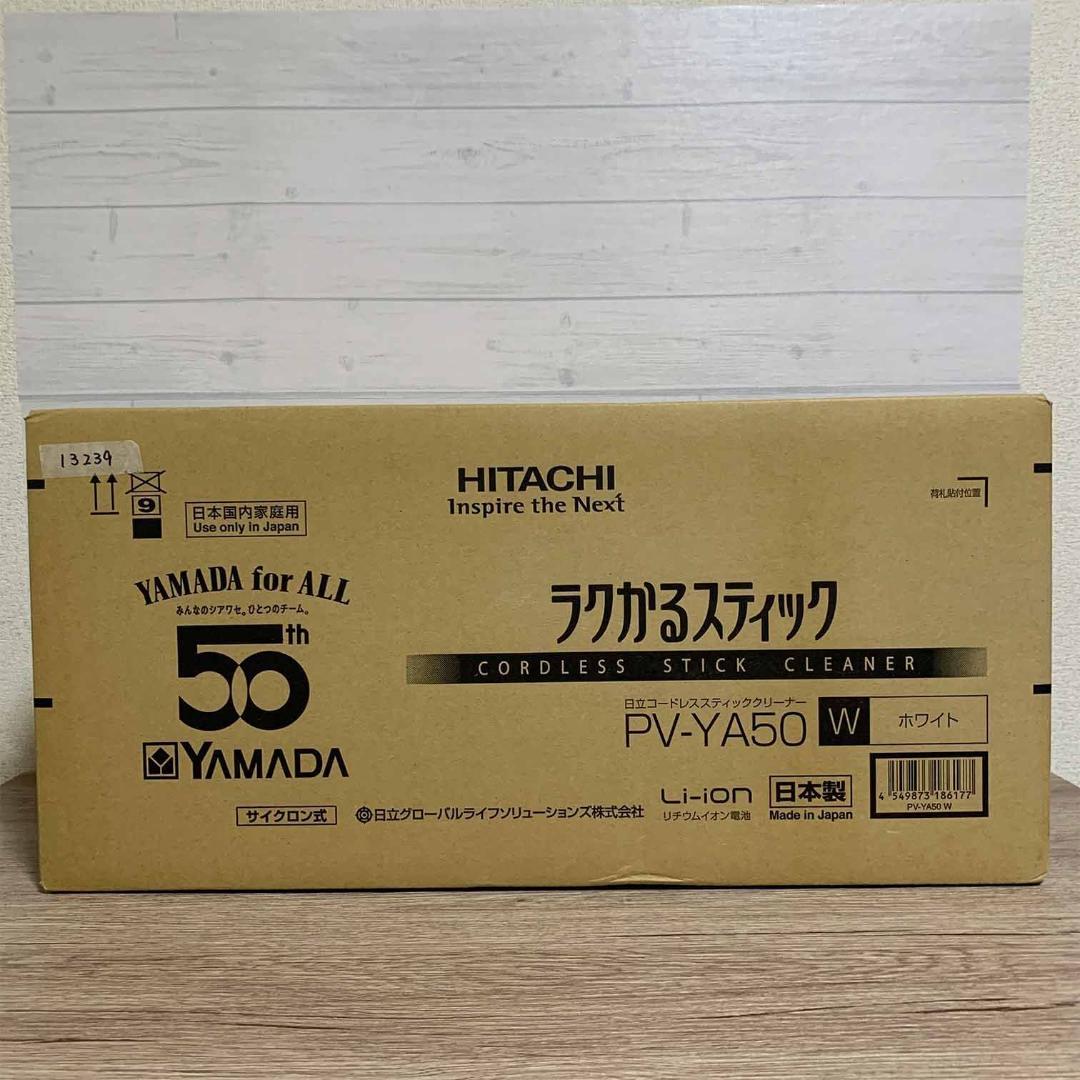 13239
9
日本国内家庭用
Use only in Japan
HITACHI
Inspire the Next
荷札貼付位置
YAMADA for ALL
みんなのシアワセ。ひとつのチーム。
50th
YAMADA
ラクかるスティック
CORDLESS STICK CLEANER
日立コードレススティッククリーナー
PV-YA50 W ホワイト
サイクロン式
日立グローバルライフソリューションズ株式会社
Li-ion
リチウムイオン電池
日本製
Made in Japan
4 549873 186177
PV-YA50 W